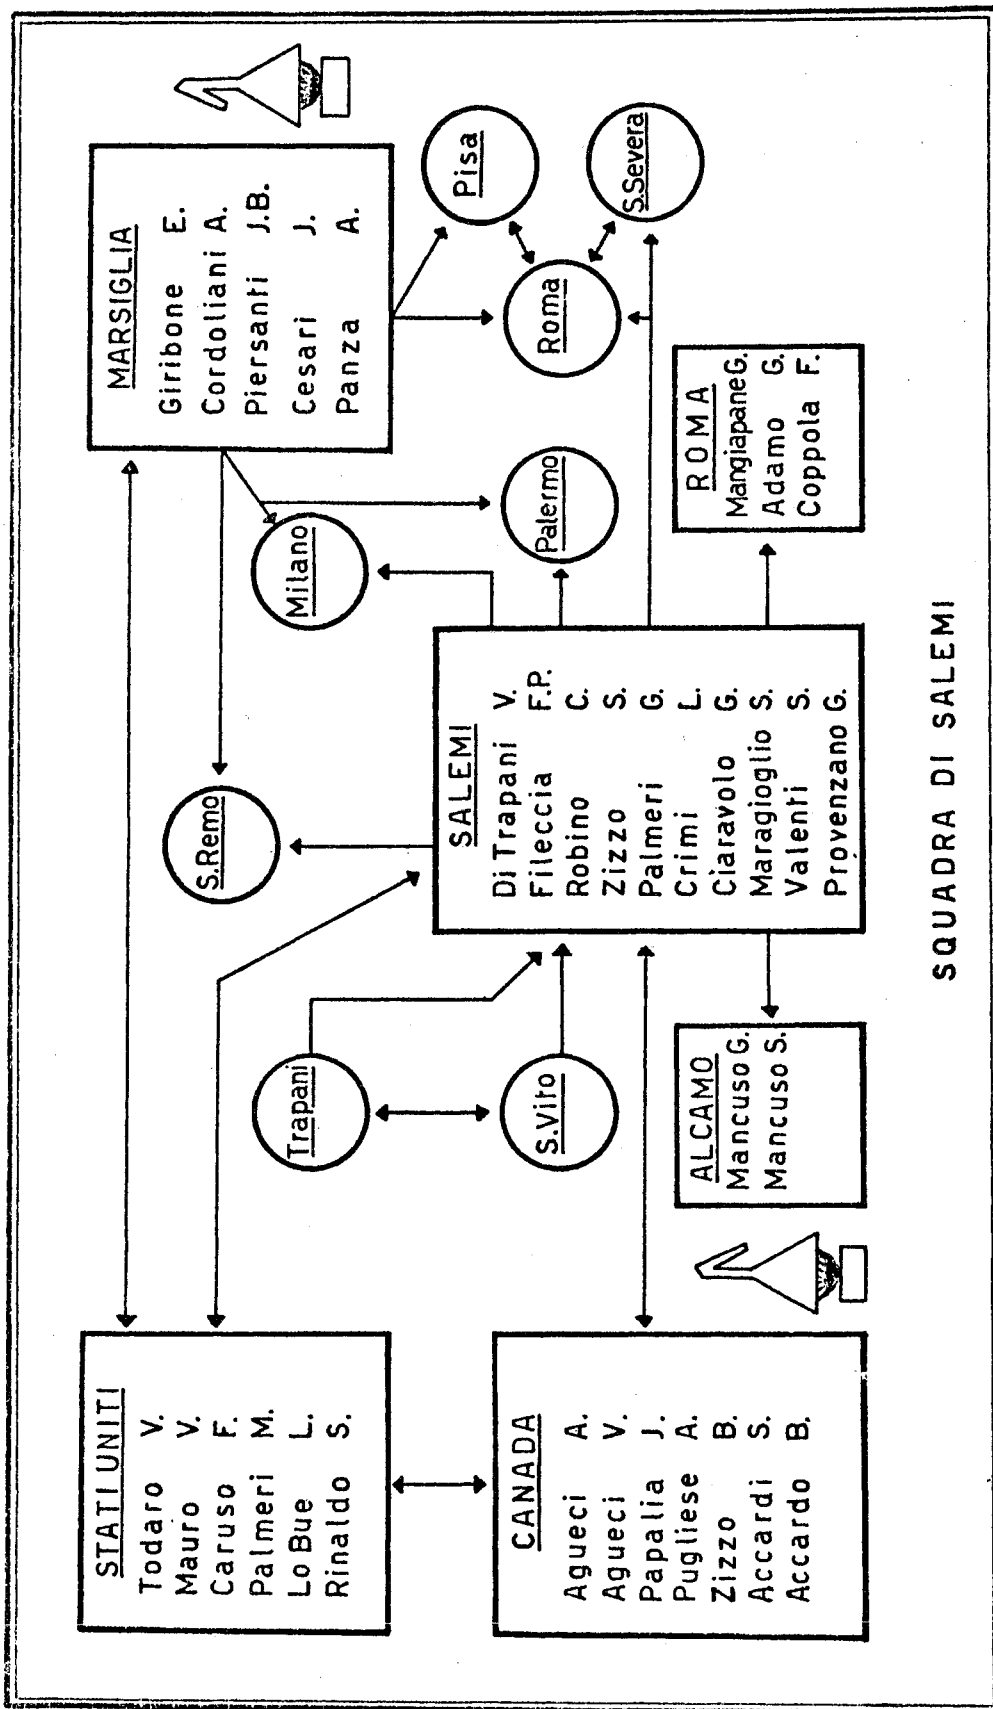 STATI UNITI
Todaro V.
Mauro V.
Caruso F.
Palmeri M.
Lo Bue L.
Rinaldo S.
CANADA
Agueci A.
Agueci V.
Papalia J.
Pugliese A.
Zizzo B.
Accardi S.
Accardo B.
Trapani
S.Vito
ALCAMO
Mancuso G.
Mancuso S.
S.Remo
SALEMI
Di Trapani V.
Fileccia F.P.
Robino C.
Zizzo S.
Palmeri G.
Crimi L.
Ciaravolo G.
Maragioglio S.
Valenti S.
Provenzano G.
Milano
Palermo
MARSIGLIA
Giribone E.
Cordoliani A.
Piersanti J.B.
Cesari J.
Panza A.
Pisa
Roma
S.Severa
ROMA
Mangiapane G.
Adamo G.
Coppola F.
SQUADRA DI SALEMI